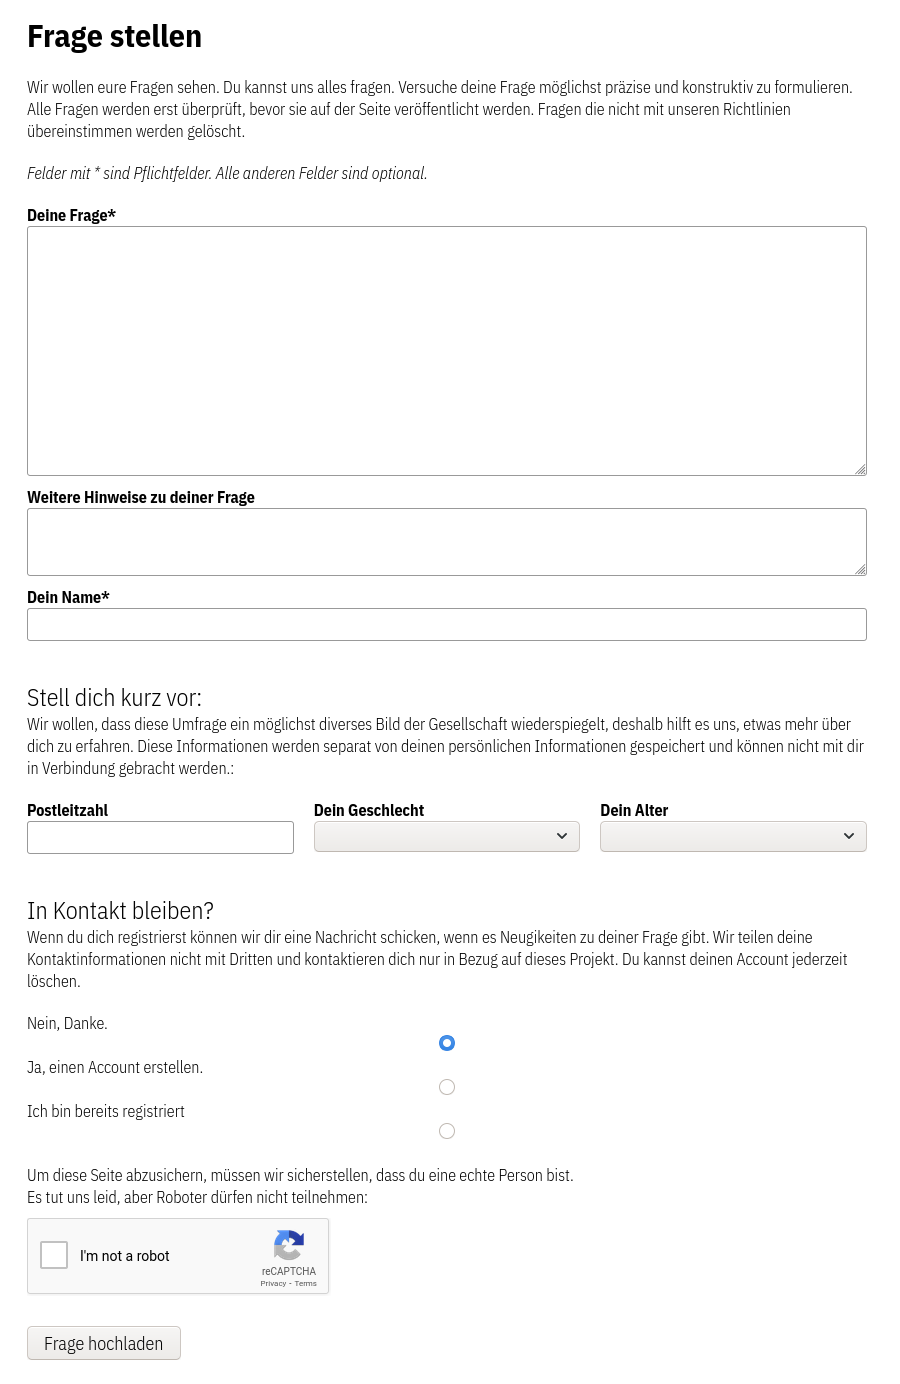 Frage stellen
Wir wollen eure Fragen sehen. Du kannst uns alles fragen. Versuche deine Frage möglichst präzise und konstruktiv zu formulieren.
Alle Fragen werden erst überprüft, bevor sie auf der Seite veröffentlicht werden. Fragen die nicht mit unseren Richtlinien
übereinstimmen werden gelöscht.
Felder mit * sind Pflichtfelder. Alle anderen Felder sind optional.
Deine Frage*
Weitere Hinweise zu deiner Frage
Dein Name*
Stell dich kurz vor:
Wir wollen, dass diese Umfrage ein möglichst diverses Bild der Gesellschaft wiederspiegelt, deshalb hilft es uns, etwas mehr über
dich zu erfahren. Diese Informationen werden separat von deinen persönlichen Informationen gespeichert und können nicht mit dir
in Verbindung gebracht werden.:
Postleitzahl
Dein Geschlecht
Dein Alter
In Kontakt bleiben?
Wenn du dich registrierst können wir dir eine Nachricht schicken, wenn es Neugikeiten zu deiner Frage gibt. Wir teilen deine
Kontaktinformationen nicht mit Dritten und kontaktieren dich nur in Bezug auf dieses Projekt. Du kannst deinen Account jederzeit
löschen.
Nein, Danke.
Ja, einen Account erstellen.
Ich bin bereits registriert
Um diese Seite abzusichern, müssen wir sicherstellen, dass du eine echte Person bist.
Es tut uns leid, aber Roboter dürfen nicht teilnehmen:
I'm not a robot
reCAPTCHA
Privacy - Terms
Frage hochladen